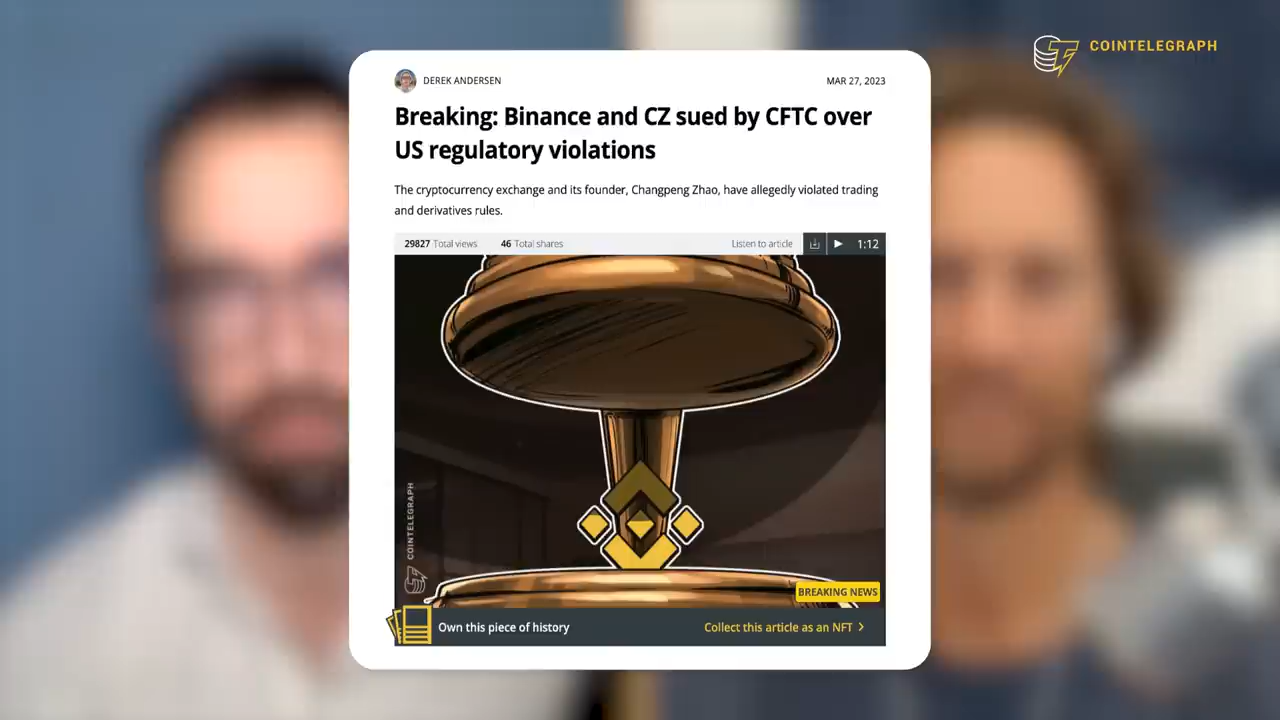 COINTELEGRAPH
DEREK ANDERSEN
MAR 27, 2023
Breaking: Binance and CZ sued by CFTC over
US regulatory violations
The cryptocurrency exchange and its founder, Changpeng Zhao, have allegedly violated trading
and derivatives rules.
29827 Total views 46 Total shares Listen to article 1:12
COINTELEGRAPH
BREAKING NEWS
Own this piece of history Collect this article as an NFT